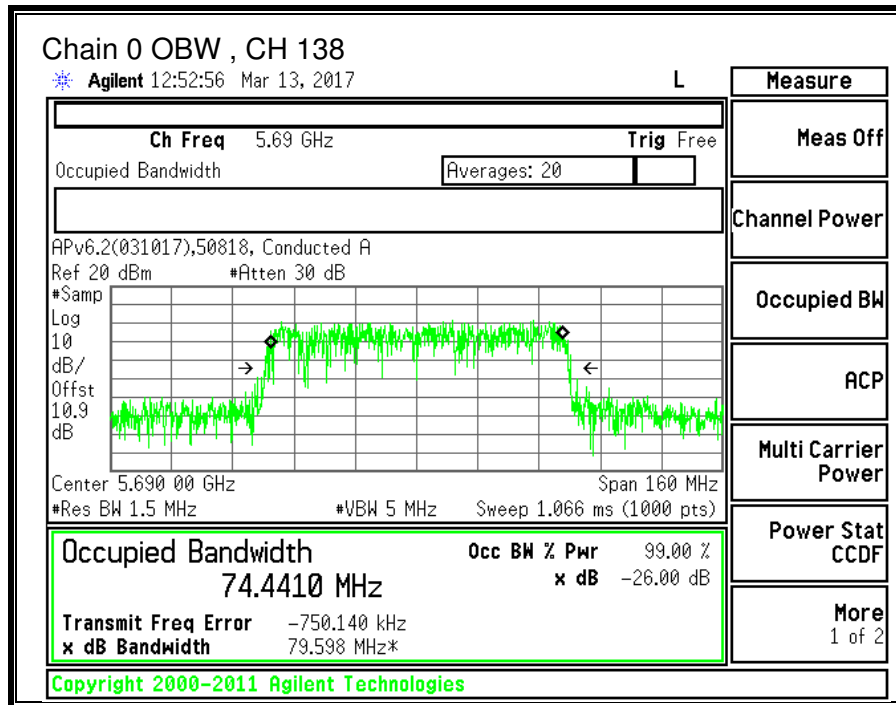 Chain 0 OBW , CH 138
Agilent 12:52:56 Mar 13, 2017 L
Measure
Ch Freq 5.69 GHz Trig Free
Occupied Bandwidth Averages: 20
APv6.2(031017),50818, Conducted A
Ref 20 dBm #Atten 30 dB
#Samp
Log
10
dB/
Offst
10.9
dB
Center 5.690 00 GHz Span 160 MHz
#Res BW 1.5 MHz #VBW 5 MHz Sweep 1.066 ms (1000 pts)
Occupied Bandwidth
74.4410 MHz
Occ BW % Pwr 99.00 %
x dB -26.00 dB
Transmit Freq Error -750.140 kHz
x dB Bandwidth 79.598 MHz*
Meas Off
Channel Power
Occupied BW
ACP
Multi Carrier
Power
Power Stat
CCDF
More
1 of 2
Copyright 2000-2011 Agilent Technologies